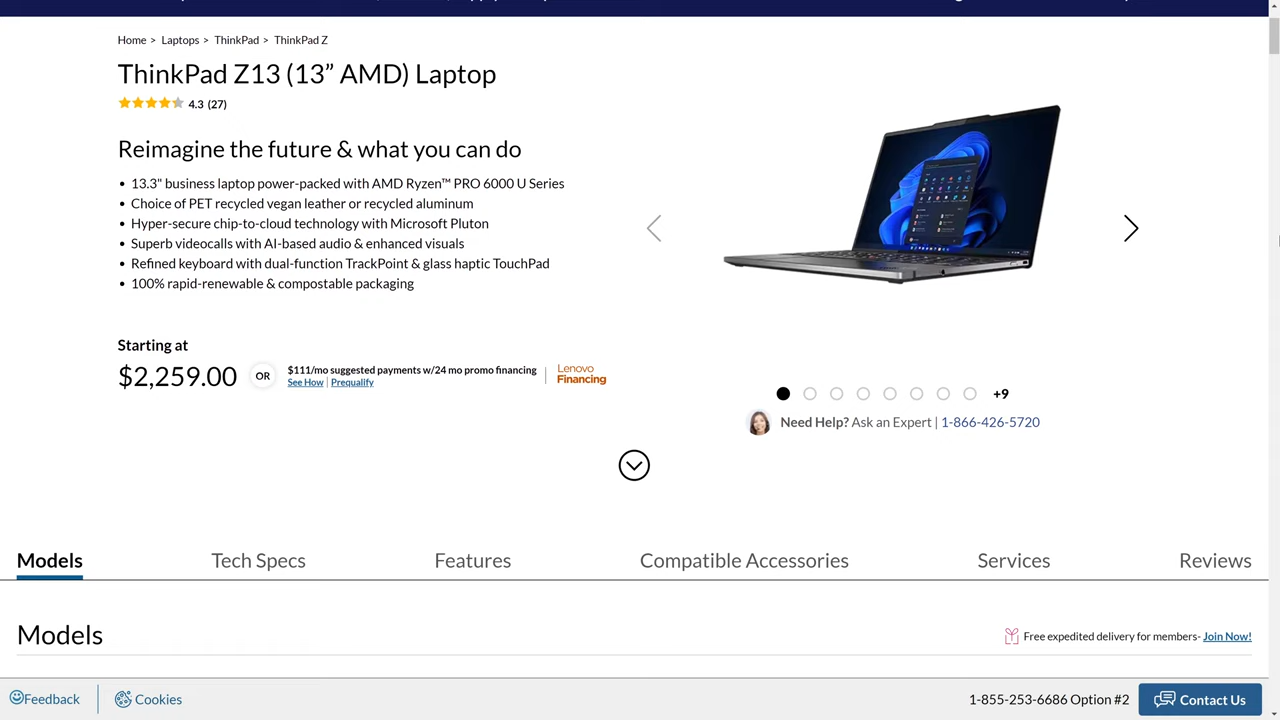 Home > Laptops > ThinkPad > ThinkPad Z
ThinkPad Z13 (13” AMD) Laptop
4.3 (27)
Reimagine the future & what you can do
• 13.3" business laptop power-packed with AMD Ryzen™ PRO 6000 U Series
• Choice of PET recycled vegan leather or recycled aluminum
• Hyper-secure chip-to-cloud technology with Microsoft Pluton
• Superb videocalls with AI-based audio & enhanced visuals
• Refined keyboard with dual-function TrackPoint & glass haptic TouchPad
• 100% rapid-renewable & compostable packaging
Starting at
$2,259.00
OR
$111/mo suggested payments w/24 mo promo financing
See How | Prequalify
Lenovo
Financing
+9
Need Help? Ask an Expert | 1-866-426-5720
Models
Tech Specs
Features
Compatible Accessories
Services
Reviews
Models
Free expedited delivery for members- Join Now!
Feedback
Cookies
1-855-253-6686 Option #2
Contact Us